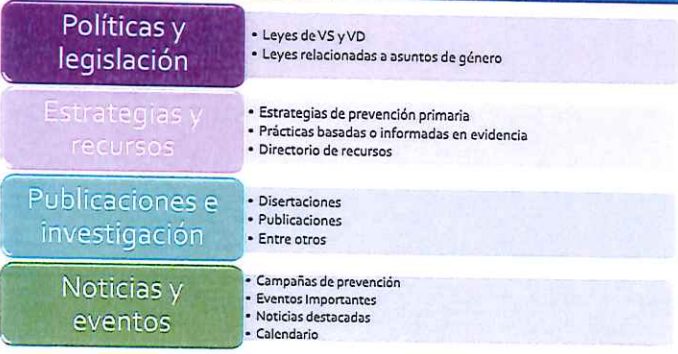 Políticas y
legislación
• Leyes de VS y VD
• Leyes relacionadas a asuntos de género
Estrategias y
recursos
• Estrategias de prevención primaria
• Prácticas basadas o informadas en evidencia
• Directorio de recursos
Publicaciones e
investigación
• Disertaciones
• Publicaciones
• Entre otros
Noticias y
eventos
• Campañas de prevención
• Eventos Importantes
• Noticias destacadas
• Calendario